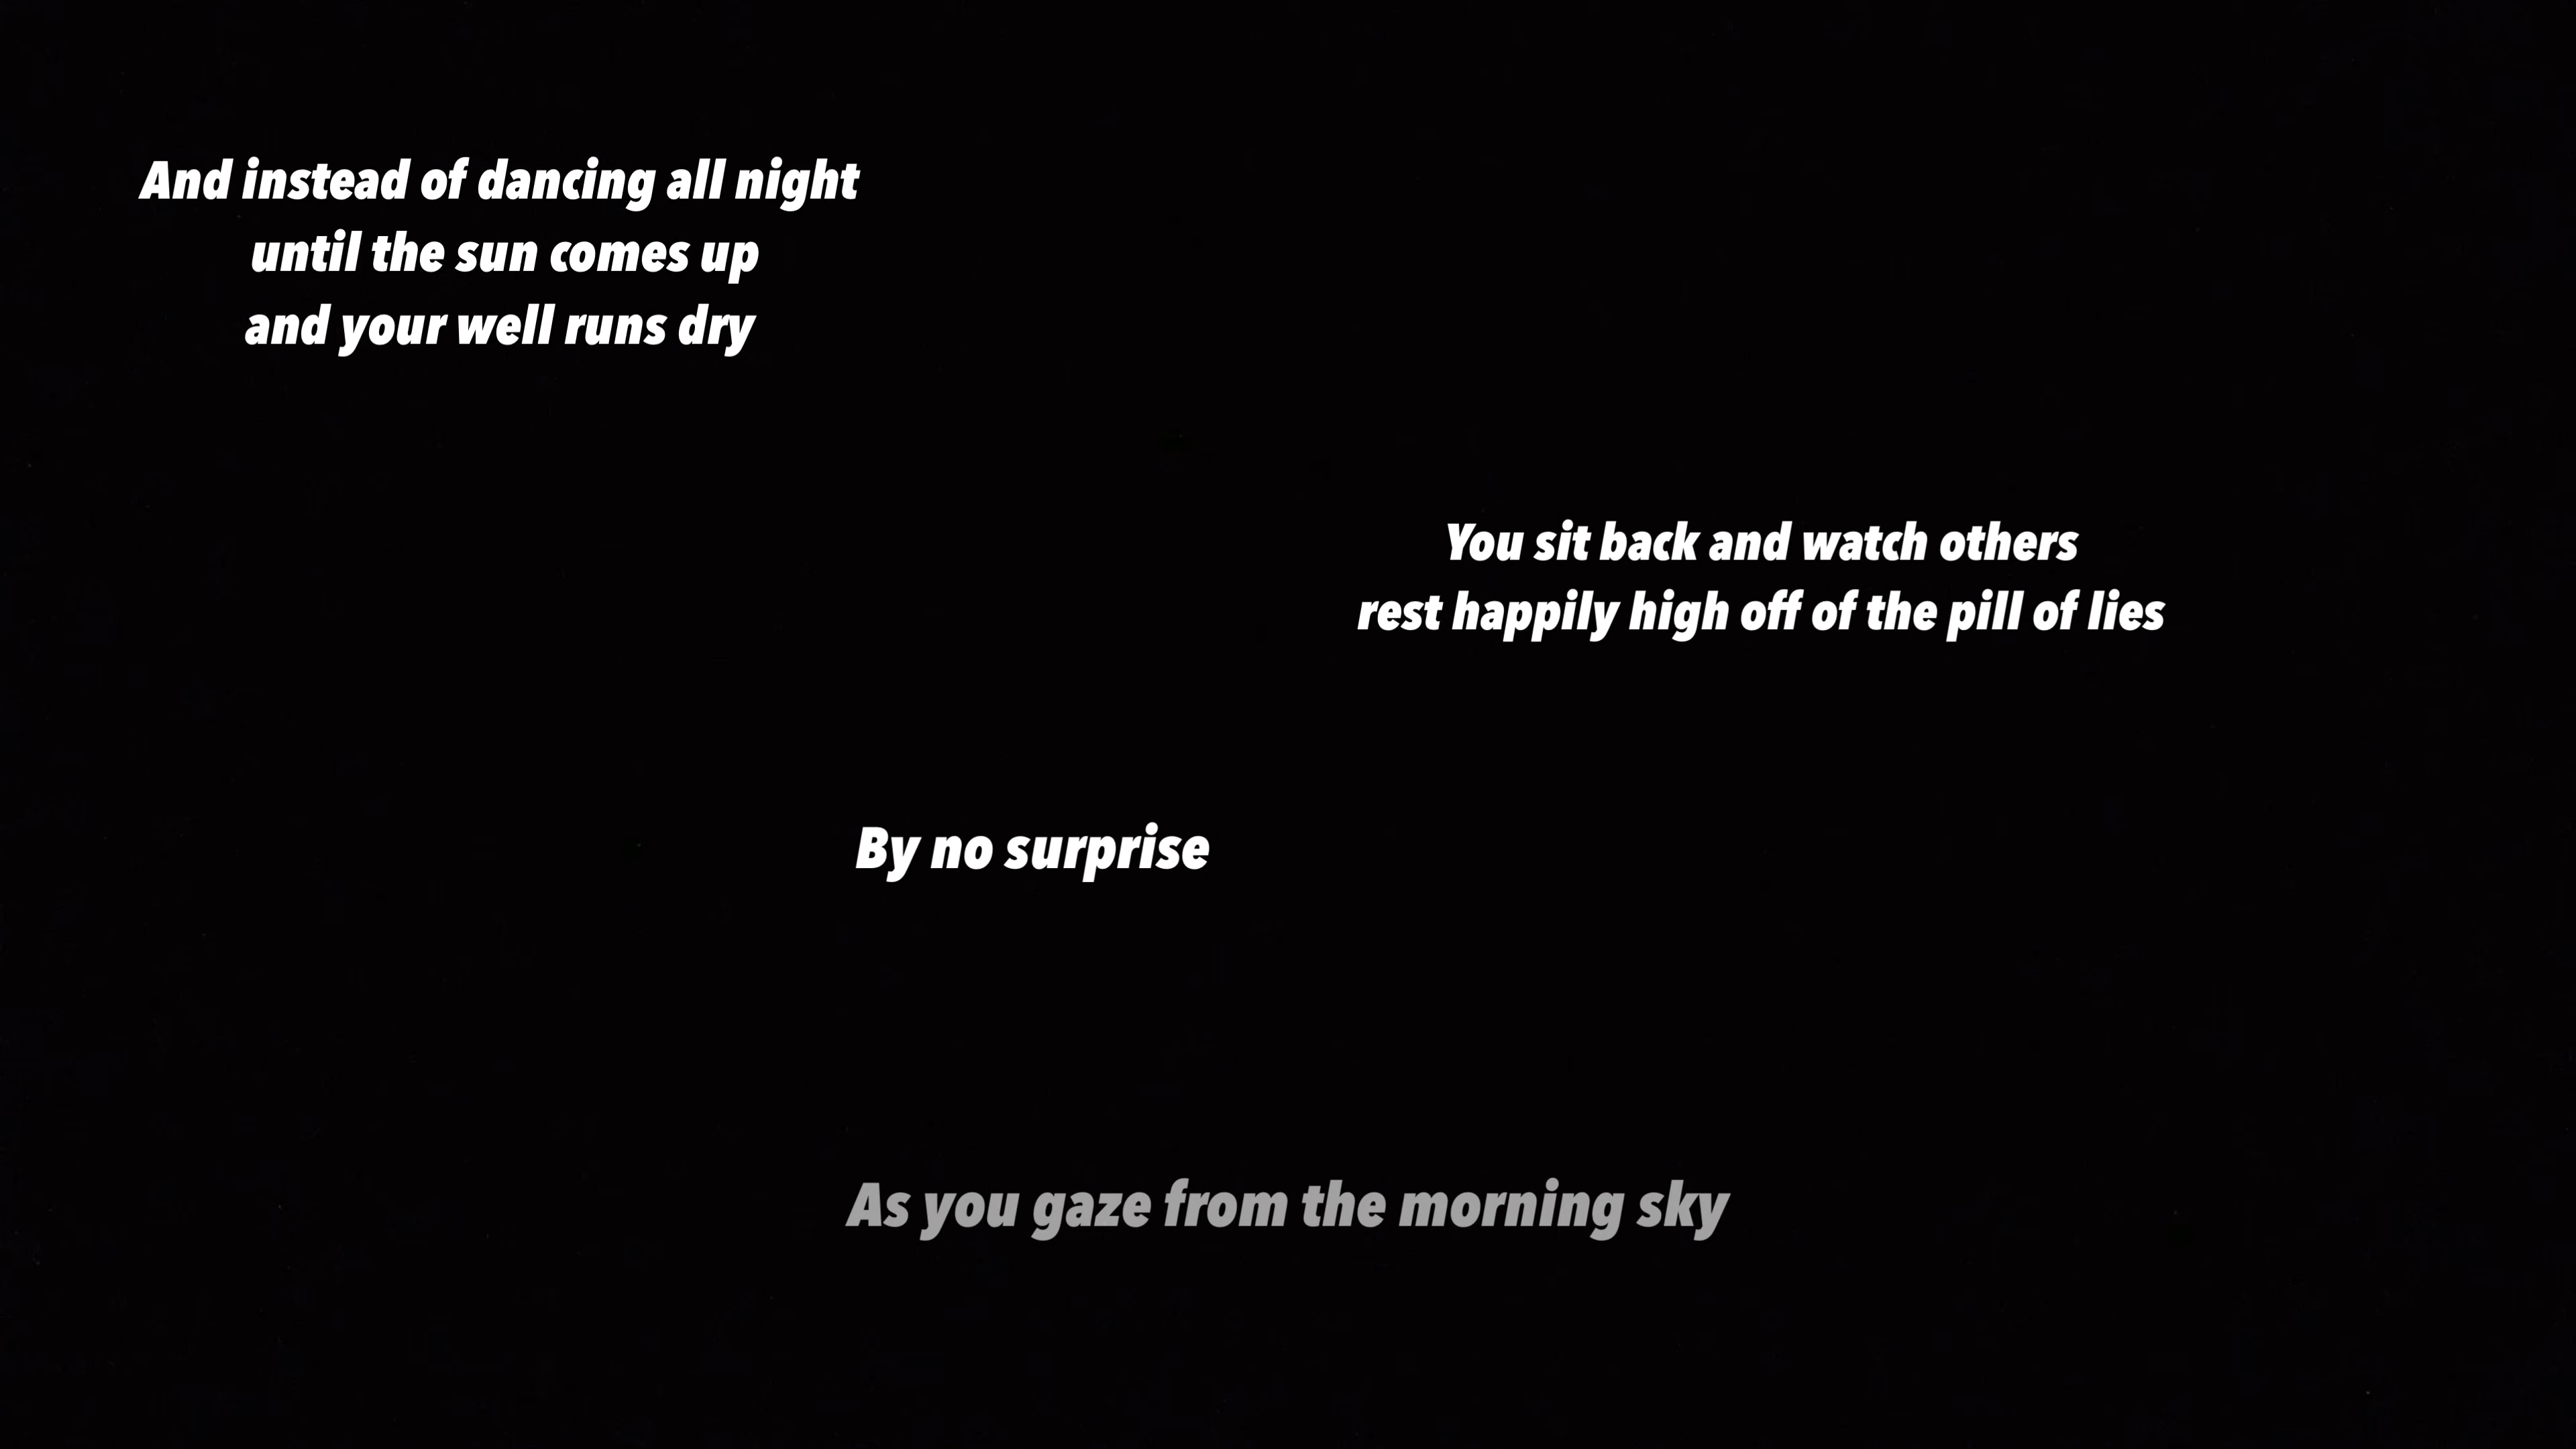 And instead of dancing all night
until the sun comes up
and your well runs dry
You sit back and watch others
rest happily high off of the pill of lies
By no surprise
As you gaze from the morning sky